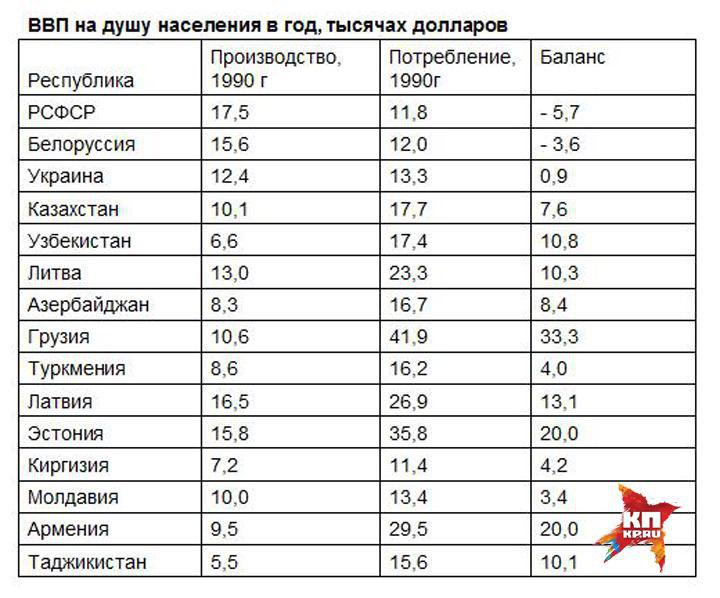 ВВП на душу населения в год, тысячах долларов
Республика Производство, 1990 г Потребление, 1990г Баланс
РСФСР 17,5 11,8 - 5,7
Белоруссия 15,6 12,0 - 3,6
Украина 12,4 13,3 0,9
Казахстан 10,1 17,7 7,6
Узбекистан 6,6 17,4 10,8
Литва 13,0 23,3 10,3
Азербайджан 8,3 16,7 8,4
Грузия 10,6 41,9 33,3
Туркмения 8,6 16,2 4,0
Латвия 16,5 26,9 13,1
Эстония 15,8 35,8 20,0
Киргизия 7,2 11,4 4,2
Молдавия 10,0 13,4 3,4
Армения 9,5 29,5 20,0
Таджикистан 5,5 15,6 10,1
КП
KP.RU